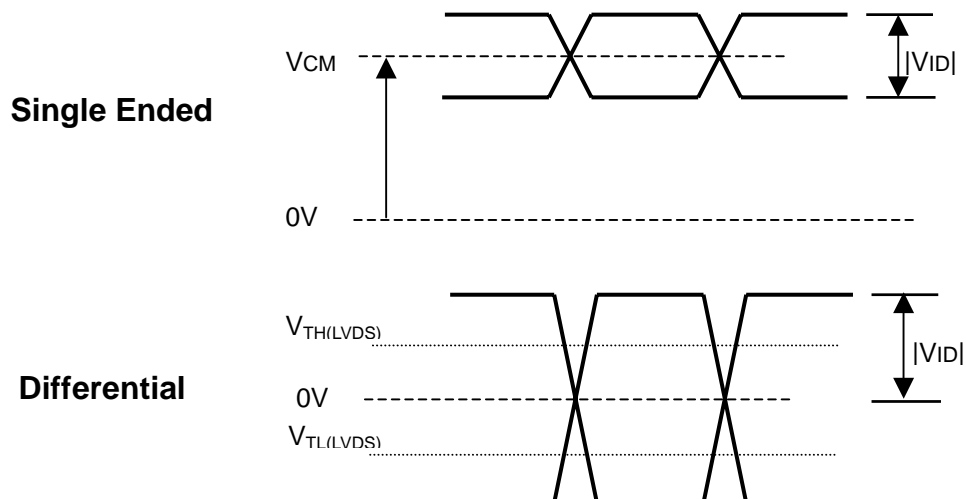 VCM
|VID|
Single Ended
0V
VTH(LVDS)
|VID|
Differential
0V
VTL(LVDS)